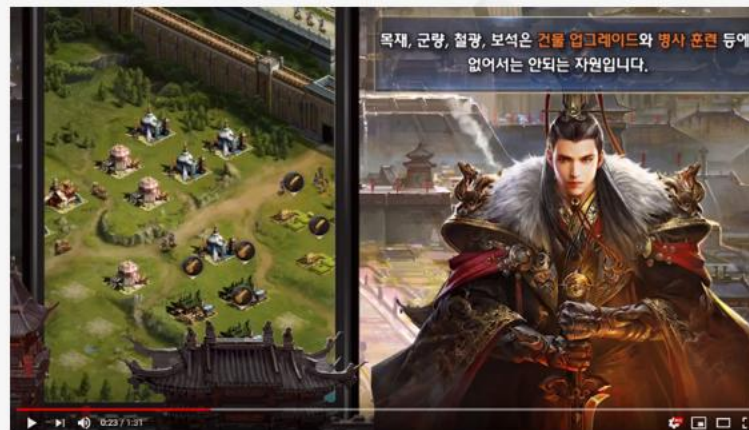 목재, 군량, 철광, 보석은 건물 업그레이드와 병사 훈련 등에
없어서는 안되는 자원입니다.
0:23 / 1:31